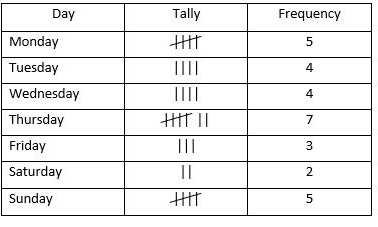 Day Tally Frequency
Monday 5
Tuesday |||| 4
Wednesday |||| 4
Thursday 7
Friday ||| 3
Saturday || 2
Sunday 5